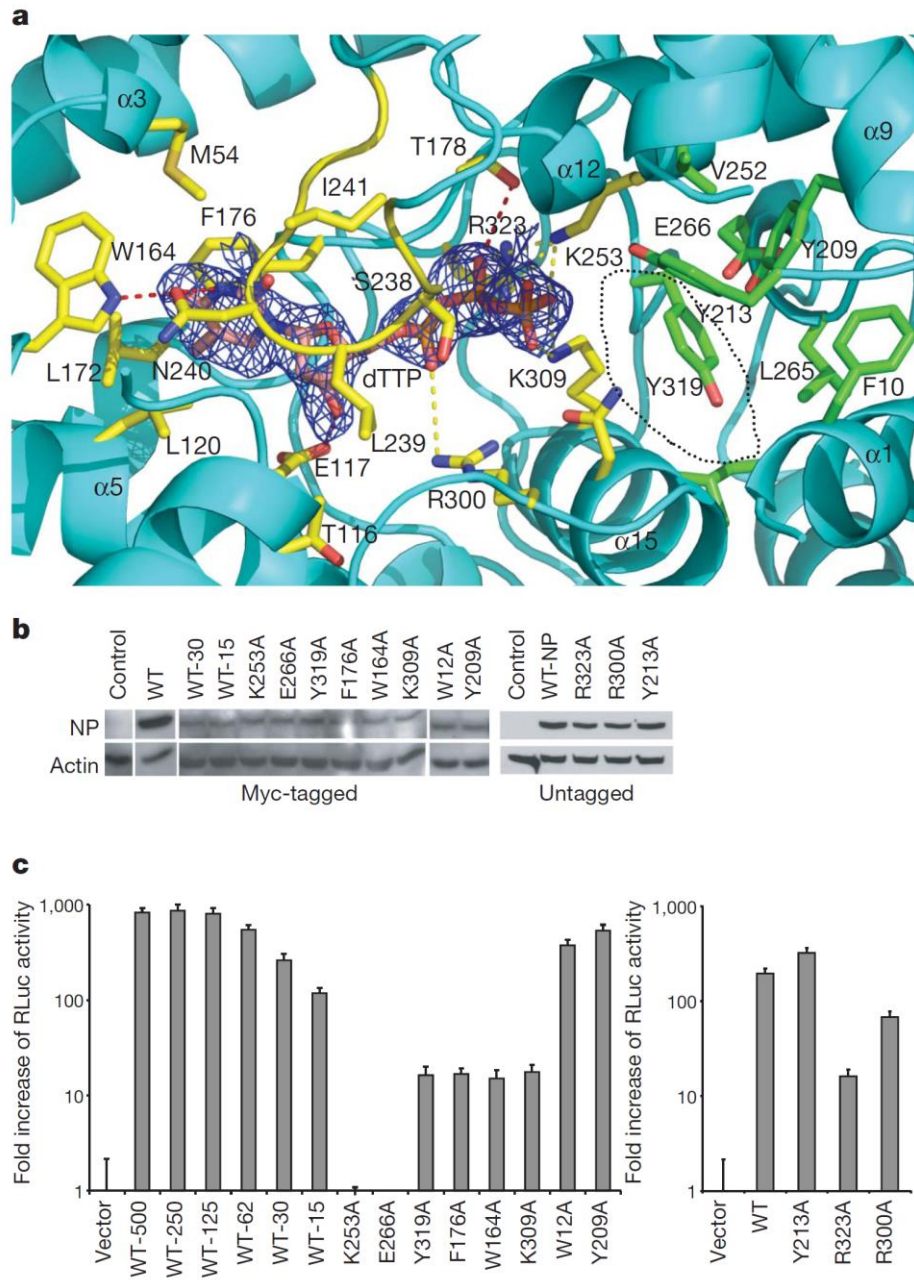 a
α3
M54
T178
α12
α9
V252
I241
F176
R323
E266
W164
S238
K253
Y209
Y213
L172
N240
dTTP
K309
Y319
L265
F10
L120
L239
E117
α5
R300
α1
T116
α15
b
Control
WT
WT-30
WT-15
K253A
E266A
Y319A
F176A
W164A
K309A
W12A
Y209A
Control
WT-NP
R323A
R300A
Y213A
NP
Actin
Myc-tagged
Untagged
c
Fold increase of RLuc activity
1,000
100
10
1
Vector
WT-500
WT-250
WT-125
WT-62
WT-30
WT-15
K253A
E266A
Y319A
F176A
W164A
K309A
W12A
Y209A
Fold increase of RLuc activity
1,000
100
10
1
Vector
WT
Y213A
R323A
R300A